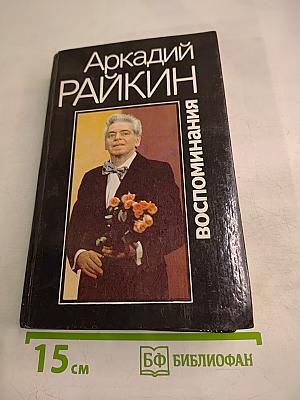 Аркадий
РАЙКИН
ВОСПОМИНАНИЯ
15 см
БФ БИБЛИОФАН